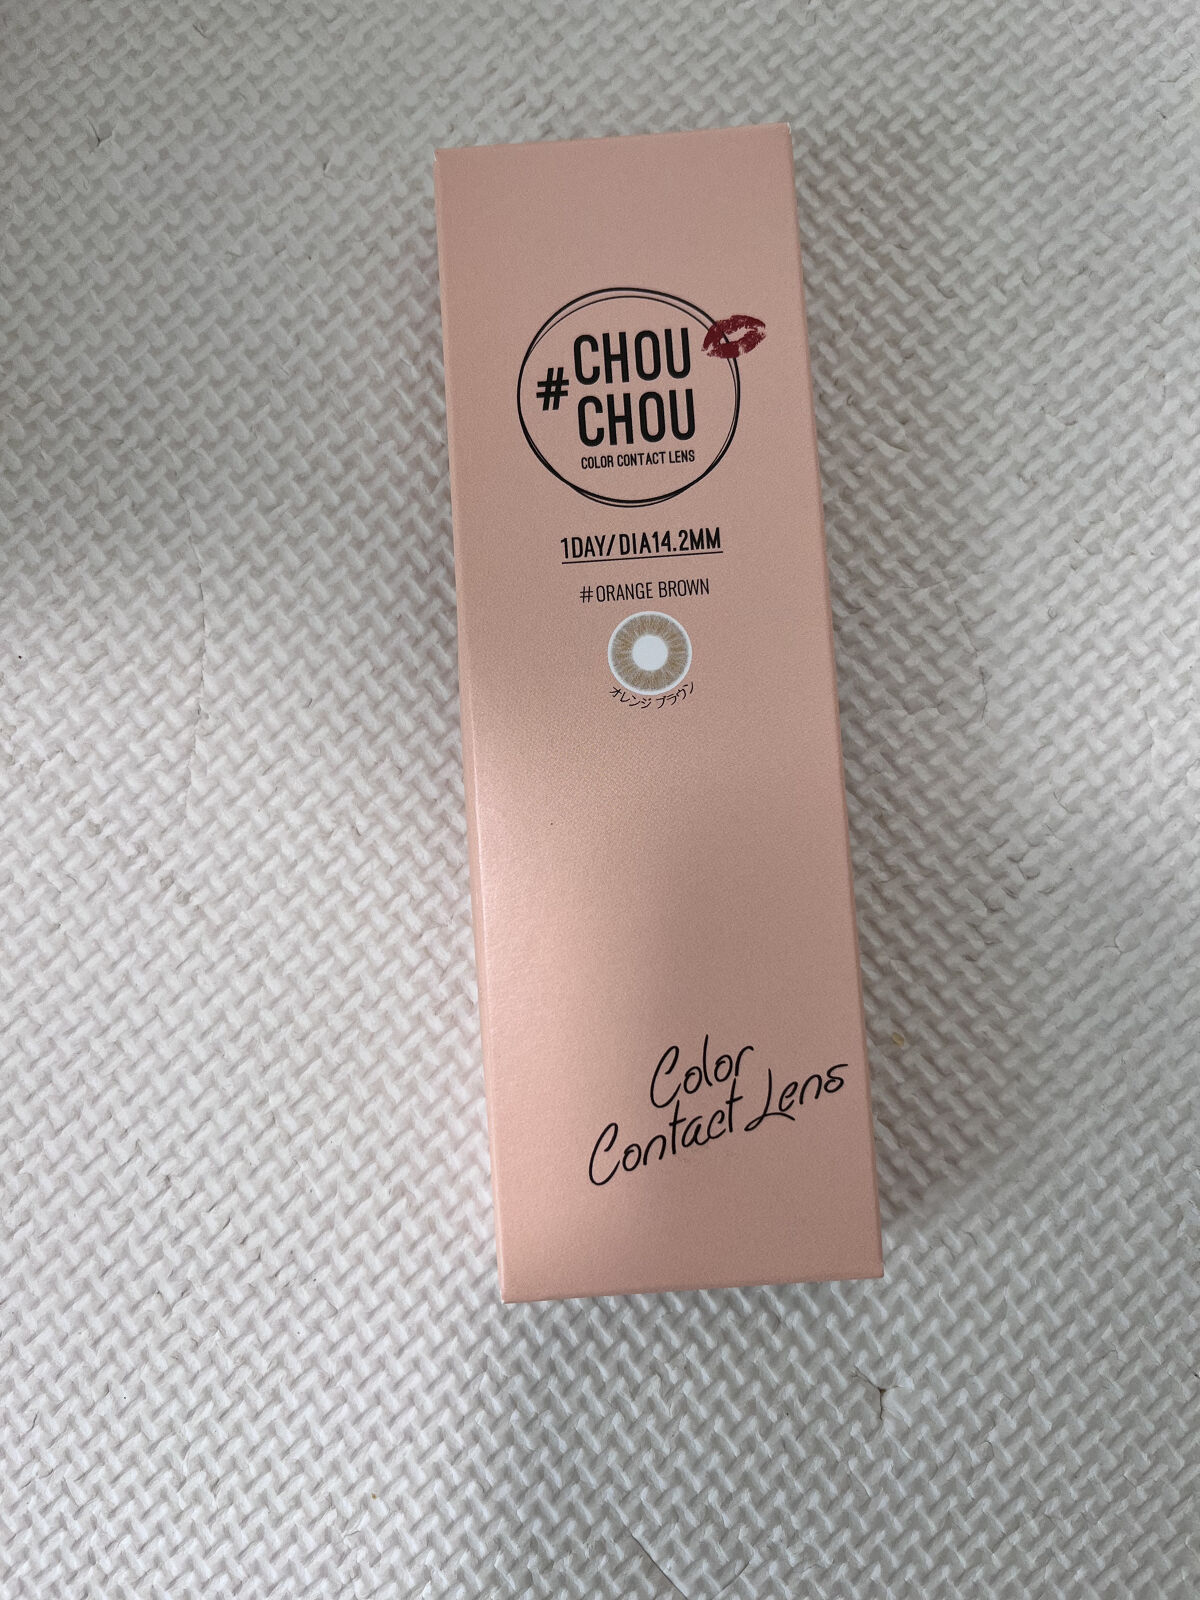 #CHOU
CHOU
COLOR CONTACT LENS
1DAY/DIA14.2MM
#ORANGE BROWN
オレンジ ブラウン
Color
Contact Lens